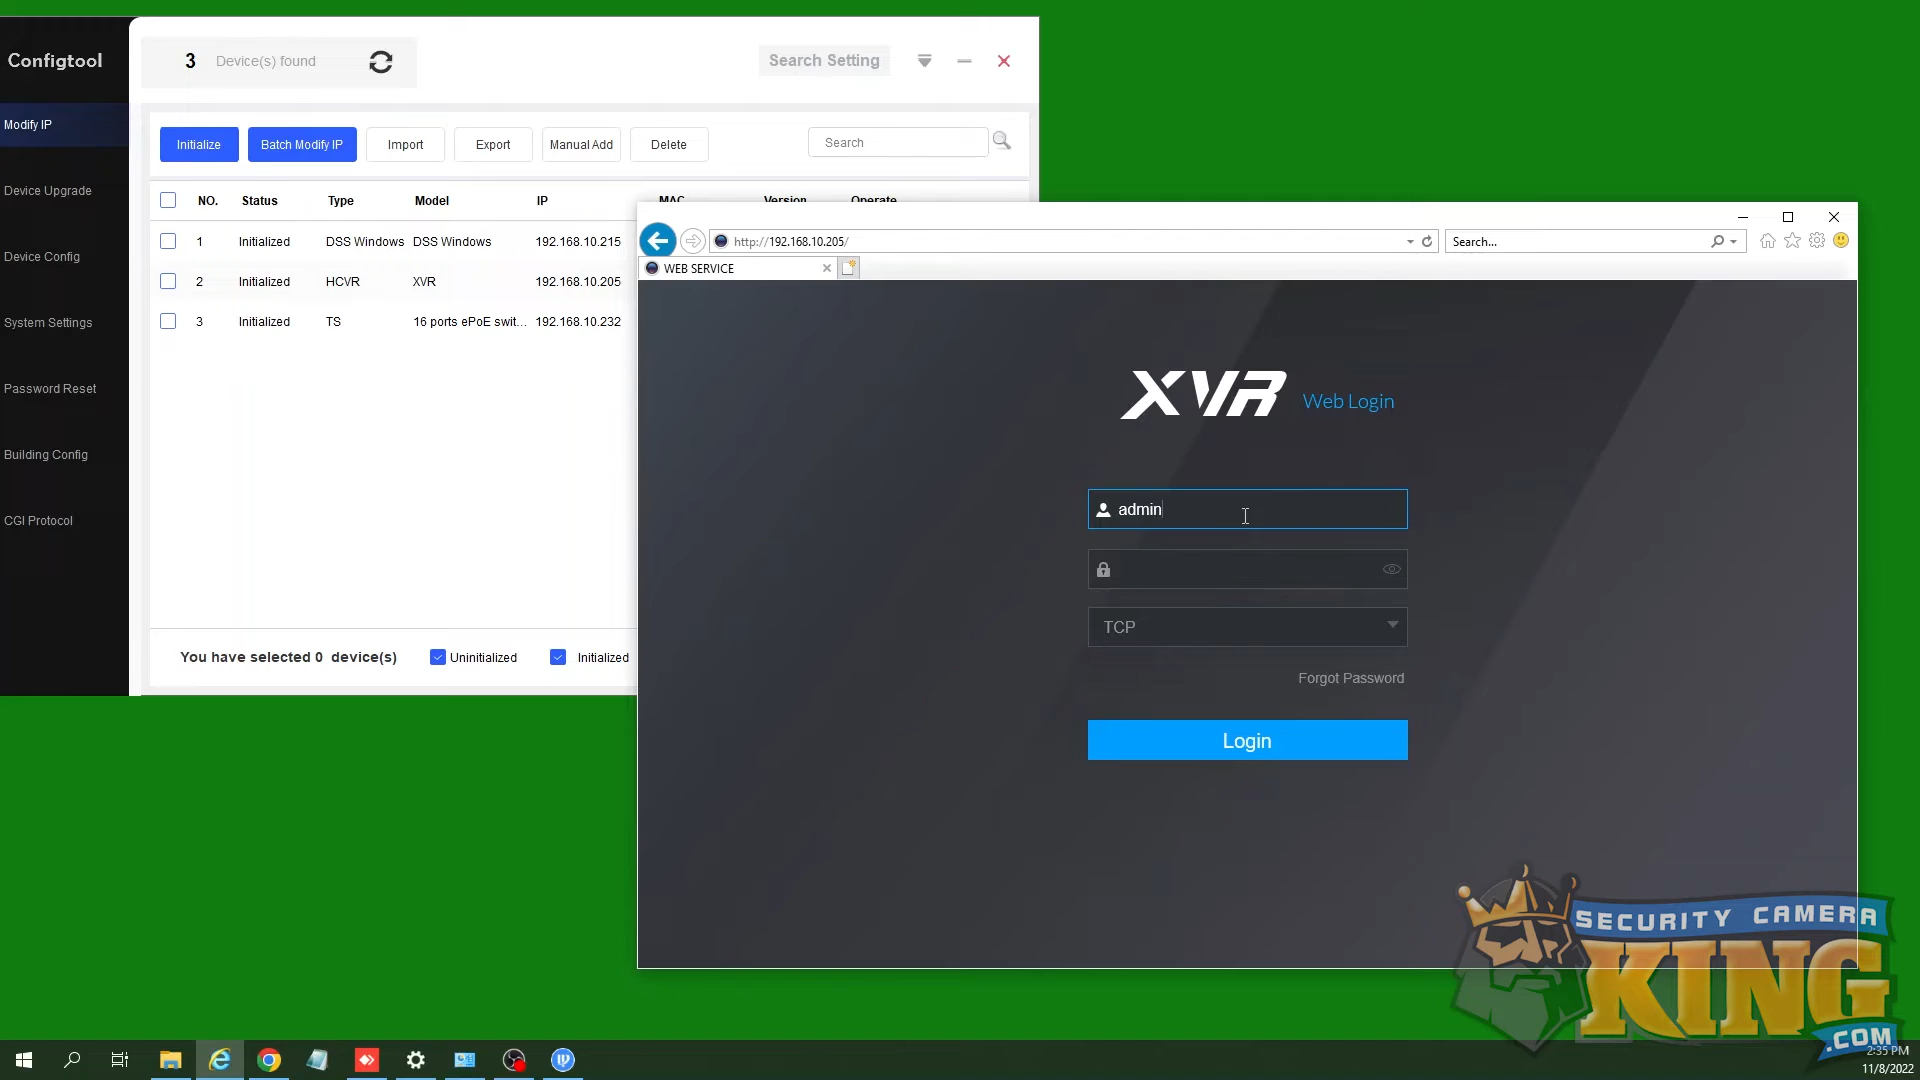 Configtool
3 Device(s) found
Search Setting
Modify IP
Device Upgrade
Device Config
System Settings
Password Reset
Building Config
CGI Protocol
Initialize Batch Modify IP Import Export Manual Add Delete Search
NO. Status Type Model IP MAC Version Operate
1 Initialized DSS Windows DSS Windows 192.168.10.215
2 Initialized HCVR XVR 192.168.10.205
3 Initialized TS 16 ports ePoE swit... 192.168.10.232
You have selected 0 device(s) Uninitialized Initialized
http://192.168.10.205/ Search...
WEB SERVICE
XVR Web Login
admin
TCP
Forgot Password
Login
SECURITY CAMERA
KING
.COM
2:35 PM
11/8/2022